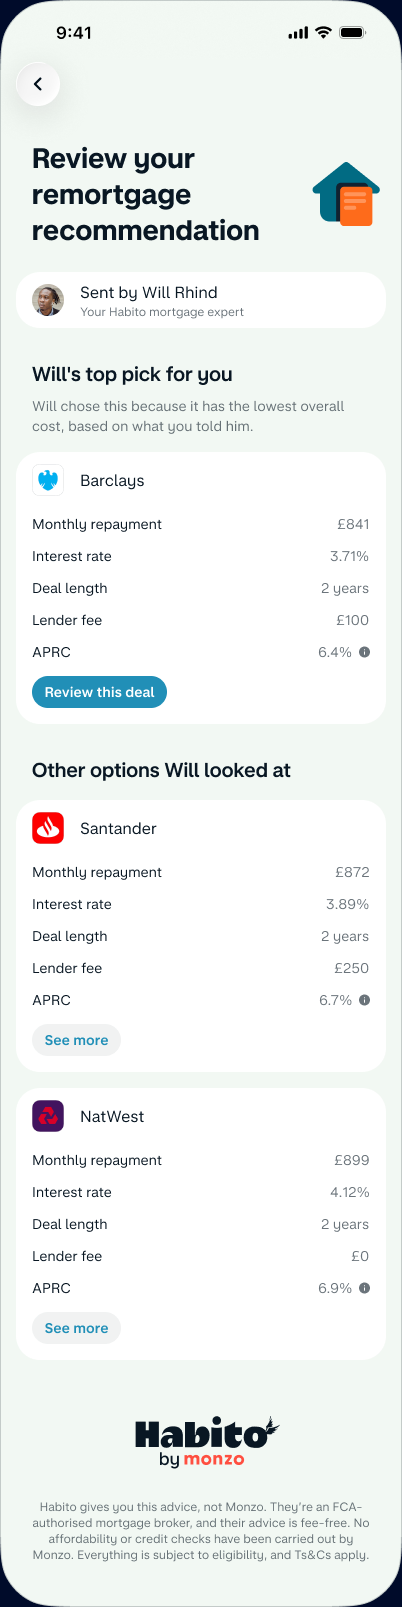 9:41
Review your
remortgage
recommendation
Sent by Will Rhind
Your Habito mortgage expert
Will's top pick for you
Will chose this because it has the lowest overall
cost, based on what you told him.
Barclays
Monthly repayment £841
Interest rate 3.71%
Deal length 2 years
Lender fee £100
APRC 6.4%
Review this deal
Other options Will looked at
Santander
Monthly repayment £872
Interest rate 3.89%
Deal length 2 years
Lender fee £250
APRC 6.7%
See more
NatWest
Monthly repayment £899
Interest rate 4.12%
Deal length 2 years
Lender fee £0
APRC 6.9%
See more
Habito
by monzo
Habito gives you this advice, not Monzo. They're an FCA-
authorised mortgage broker, and their advice is fee-free. No
affordability or credit checks have been carried out by
Monzo. Everything is subject to eligibility, and Ts&Cs apply.